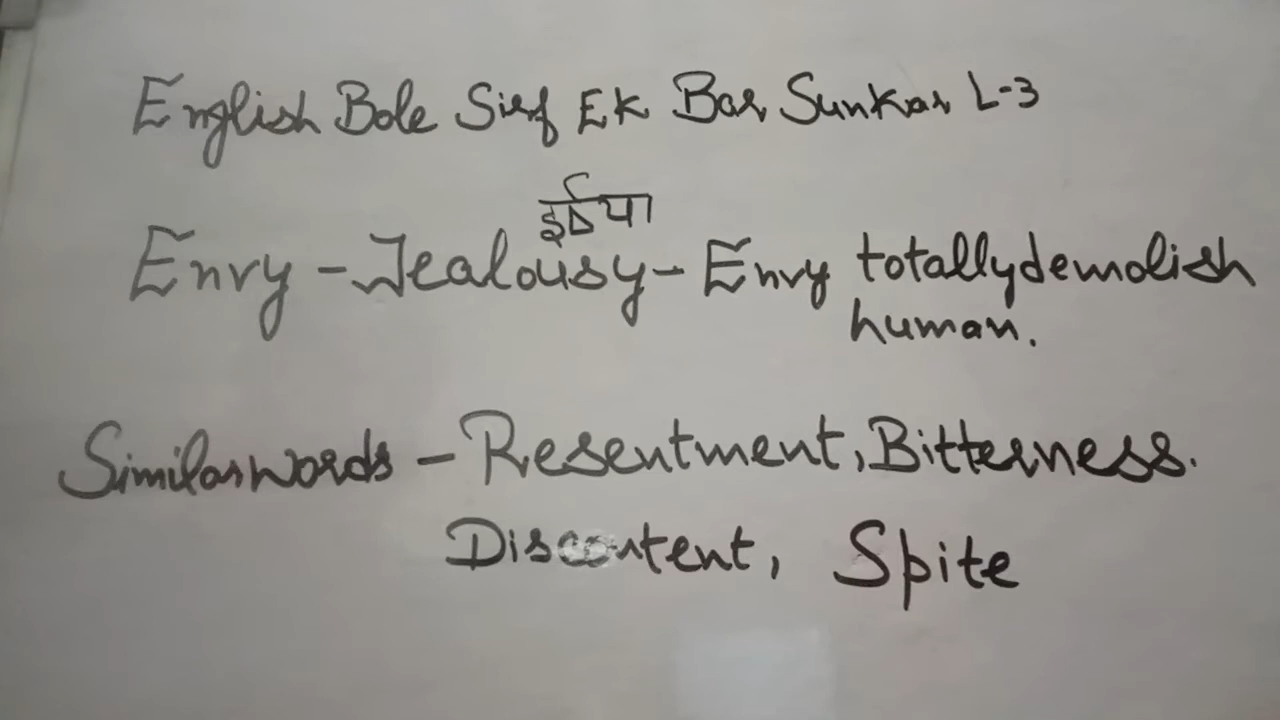 English Bole Sirf Ek Bar Sunkar L-3
इर्ष्या
Envy - Jealousy - Envy totally demolish
human.
Similar words - Resentment, Bitterness.
Discontent, Spite